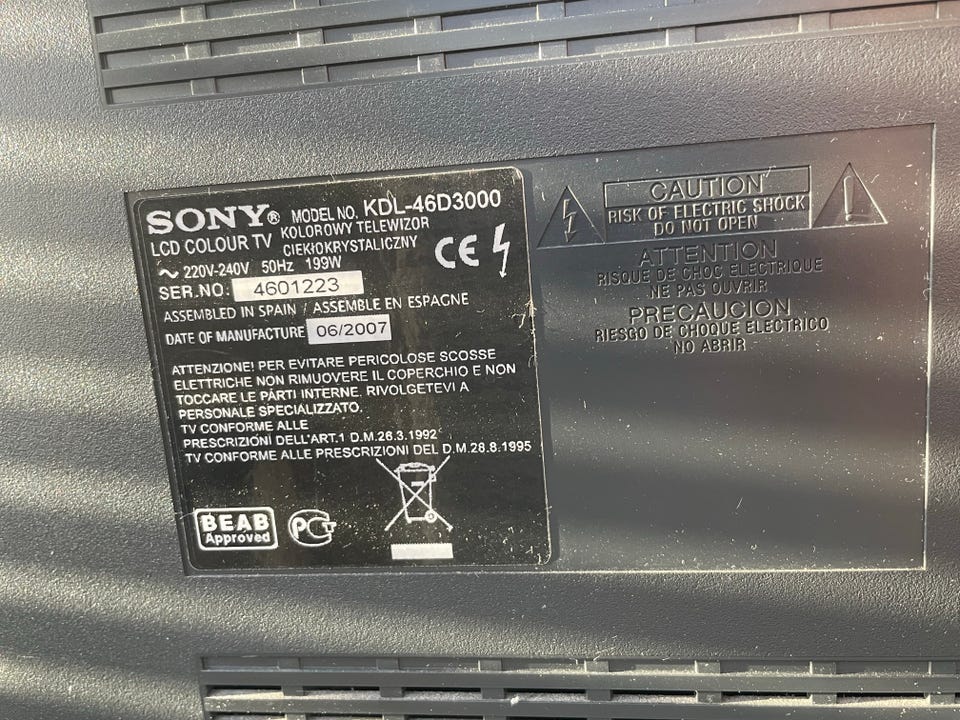 SONY® MODEL NO. KDL-46D3000
LCD COLOUR TV KOLOROWY TELEWIZOR
CIEKŁOKRYSTALICZNY
~ 220V-240V 50Hz 199W
CE
SER.NO. 4601223
ASSEMBLED IN SPAIN / ASSEMBLE EN ESPAGNE
DATE OF MANUFACTURE 06/2007
ATTENZIONE! PER EVITARE PERICOLOSE SCOSSE
ELETTRICHE NON RIMUOVERE IL COPERCHIO E NON
TOCCARE LE PARTI INTERNE. RIVOLGETEVI A
PERSONALE SPECIALIZZATO.
TV CONFORME ALLE
PRESCRIZIONI DELL'ART.1 D.M.26.3.1992
TV CONFORME ALLE PRESCRIZIONI DEL D.M.28.8.1995
BEAB
Approved
PCT
CAUTION
RISK OF ELECTRIC SHOCK
DO NOT OPEN
ATTENTION
RISQUE DE CHOC ELECTRIQUE
NE PAS OUVRIR
PRECAUCION
RIESGO DE CHOQUE ELECTRICO
NO ABRIR